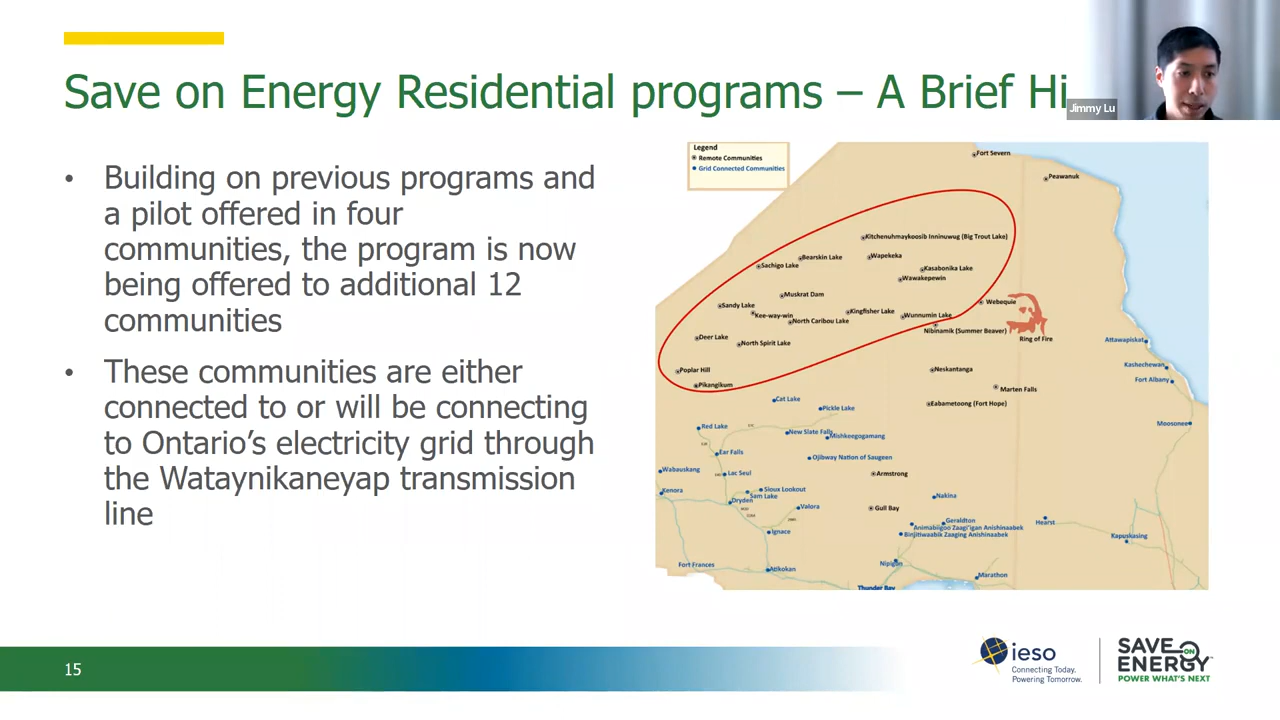 Save on Energy Residential programs – A Brief Hi
Jimmy Lu
• Building on previous programs and
a pilot offered in four
communities, the program is now
being offered to additional 12
communities
• These communities are either
connected to or will be connecting
to Ontario's electricity grid through
the Wataynikaneyap transmission
line
Legend
Remote Communities
Grid Connected Communities
Fort Severn
Peawanuk
Kitchenuhmaykoosib Inninuwug (Big Trout Lake)
Bearskin Lake
Wapekeka
Sachigo Lake
Kasabonika Lake
Wawakepewin
Muskrat Dam
Sandy Lake
Webequie
Kee-way-win
Kingfisher Lake
Wunnumin Lake
North Caribou Lake
Nibinamik (Summer Beaver)
Ring of Fire
Deer Lake
North Spirit Lake
Attawapiskat
Kashechewan
Fort Albany
Poplar Hill
Neskantanga
Pikangikum
Marten Falls
Cat Lake
Eabametoong (Fort Hope)
Pickle Lake
Moosonee
Red Lake
New Slate Falls
Mishkeegogamang
Ear Falls
Ojibway Nation of Saugeen
Wabauskang
Lac Seul
Armstrong
Kenora
Sioux Lookout
Sam Lake
Dryden
Nakina
Valora
Gull Bay
Geraldton
Hearst
Animabiigoo Zaagi'igan Anishinaabek
Ignace
Binjitiwaabik Zaaging Anishinaabek
Kapuskasing
Fort Frances
Atikokan
Nipigon
Marathon
Thunder Bay
15
ieso
Connecting Today.
Powering Tomorrow.
SAVE
ON
ENERGY
POWER WHAT'S NEXT